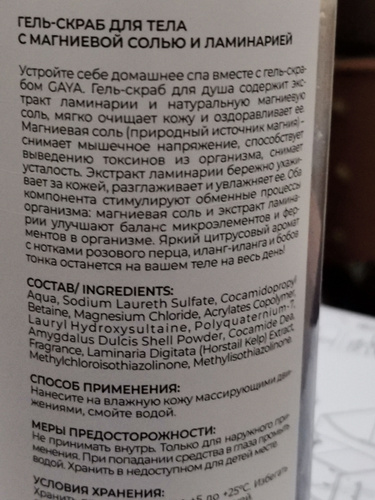 ГЕЛЬ-СКРАБ ДЛЯ ТЕЛА
С МАГНИЕВОЙ СОЛЬЮ И ЛАМИНАРИЕЙ
Устройте себе домашнее спа вместе с гель-скра-
бом GAYA. Гель-скраб для душа содержит экс-
тракт ламинарии и натуральную магниевую
соль, мягко очищает кожу и оздоравливает ее.
Магниевая соль (природный источник магния) -
снимает мышечное напряжение, способствует
выведению токсинов из организма, снимает
усталость. Экстракт ламинарии бережно ухажи-
вает за кожей, разглаживает и увлажняет ее. Оба
компонента стимулируют обменные процессы
организма: магниевая соль и экстракт ламина-
рии улучшают баланс микроэлементов и фер-
ментов в организме. Яркий цитрусовый аромат
с нотками розового перца, иланг-иланга и бобов
тонка останется на вашем теле на весь день!
СОСТАВ/ INGREDIENTS:
Aqua, Sodium Laureth Sulfate, Cocamidopropyl
Betaine, Magnesium Chloride, Acrylates Copolymer,
Lauryl Hydroxysultaine, Polyquaternium-7,
Amygdalus Dulcis Shell Powder, Cocamide Dea,
Fragrance, Laminaria Digitata (Horstail Kelp) Extract,
Methylchloroisothiazolinone, Methylisothiazolinone.
СПОСОБ ПРИМЕНЕНИЯ:
Нанесите на влажную кожу массирующими дви-
жениями, смойте водой.
МЕРЫ ПРЕДОСТОРОЖНОСТИ:
Не принимать внутрь. Только для наружного при-
менения. При попадании средства в глаза промыть
водой. Хранить в недоступном для детей месте.
УСЛОВИЯ ХРАНЕНИЯ:
Хранить +5 до +25°С. Избегать